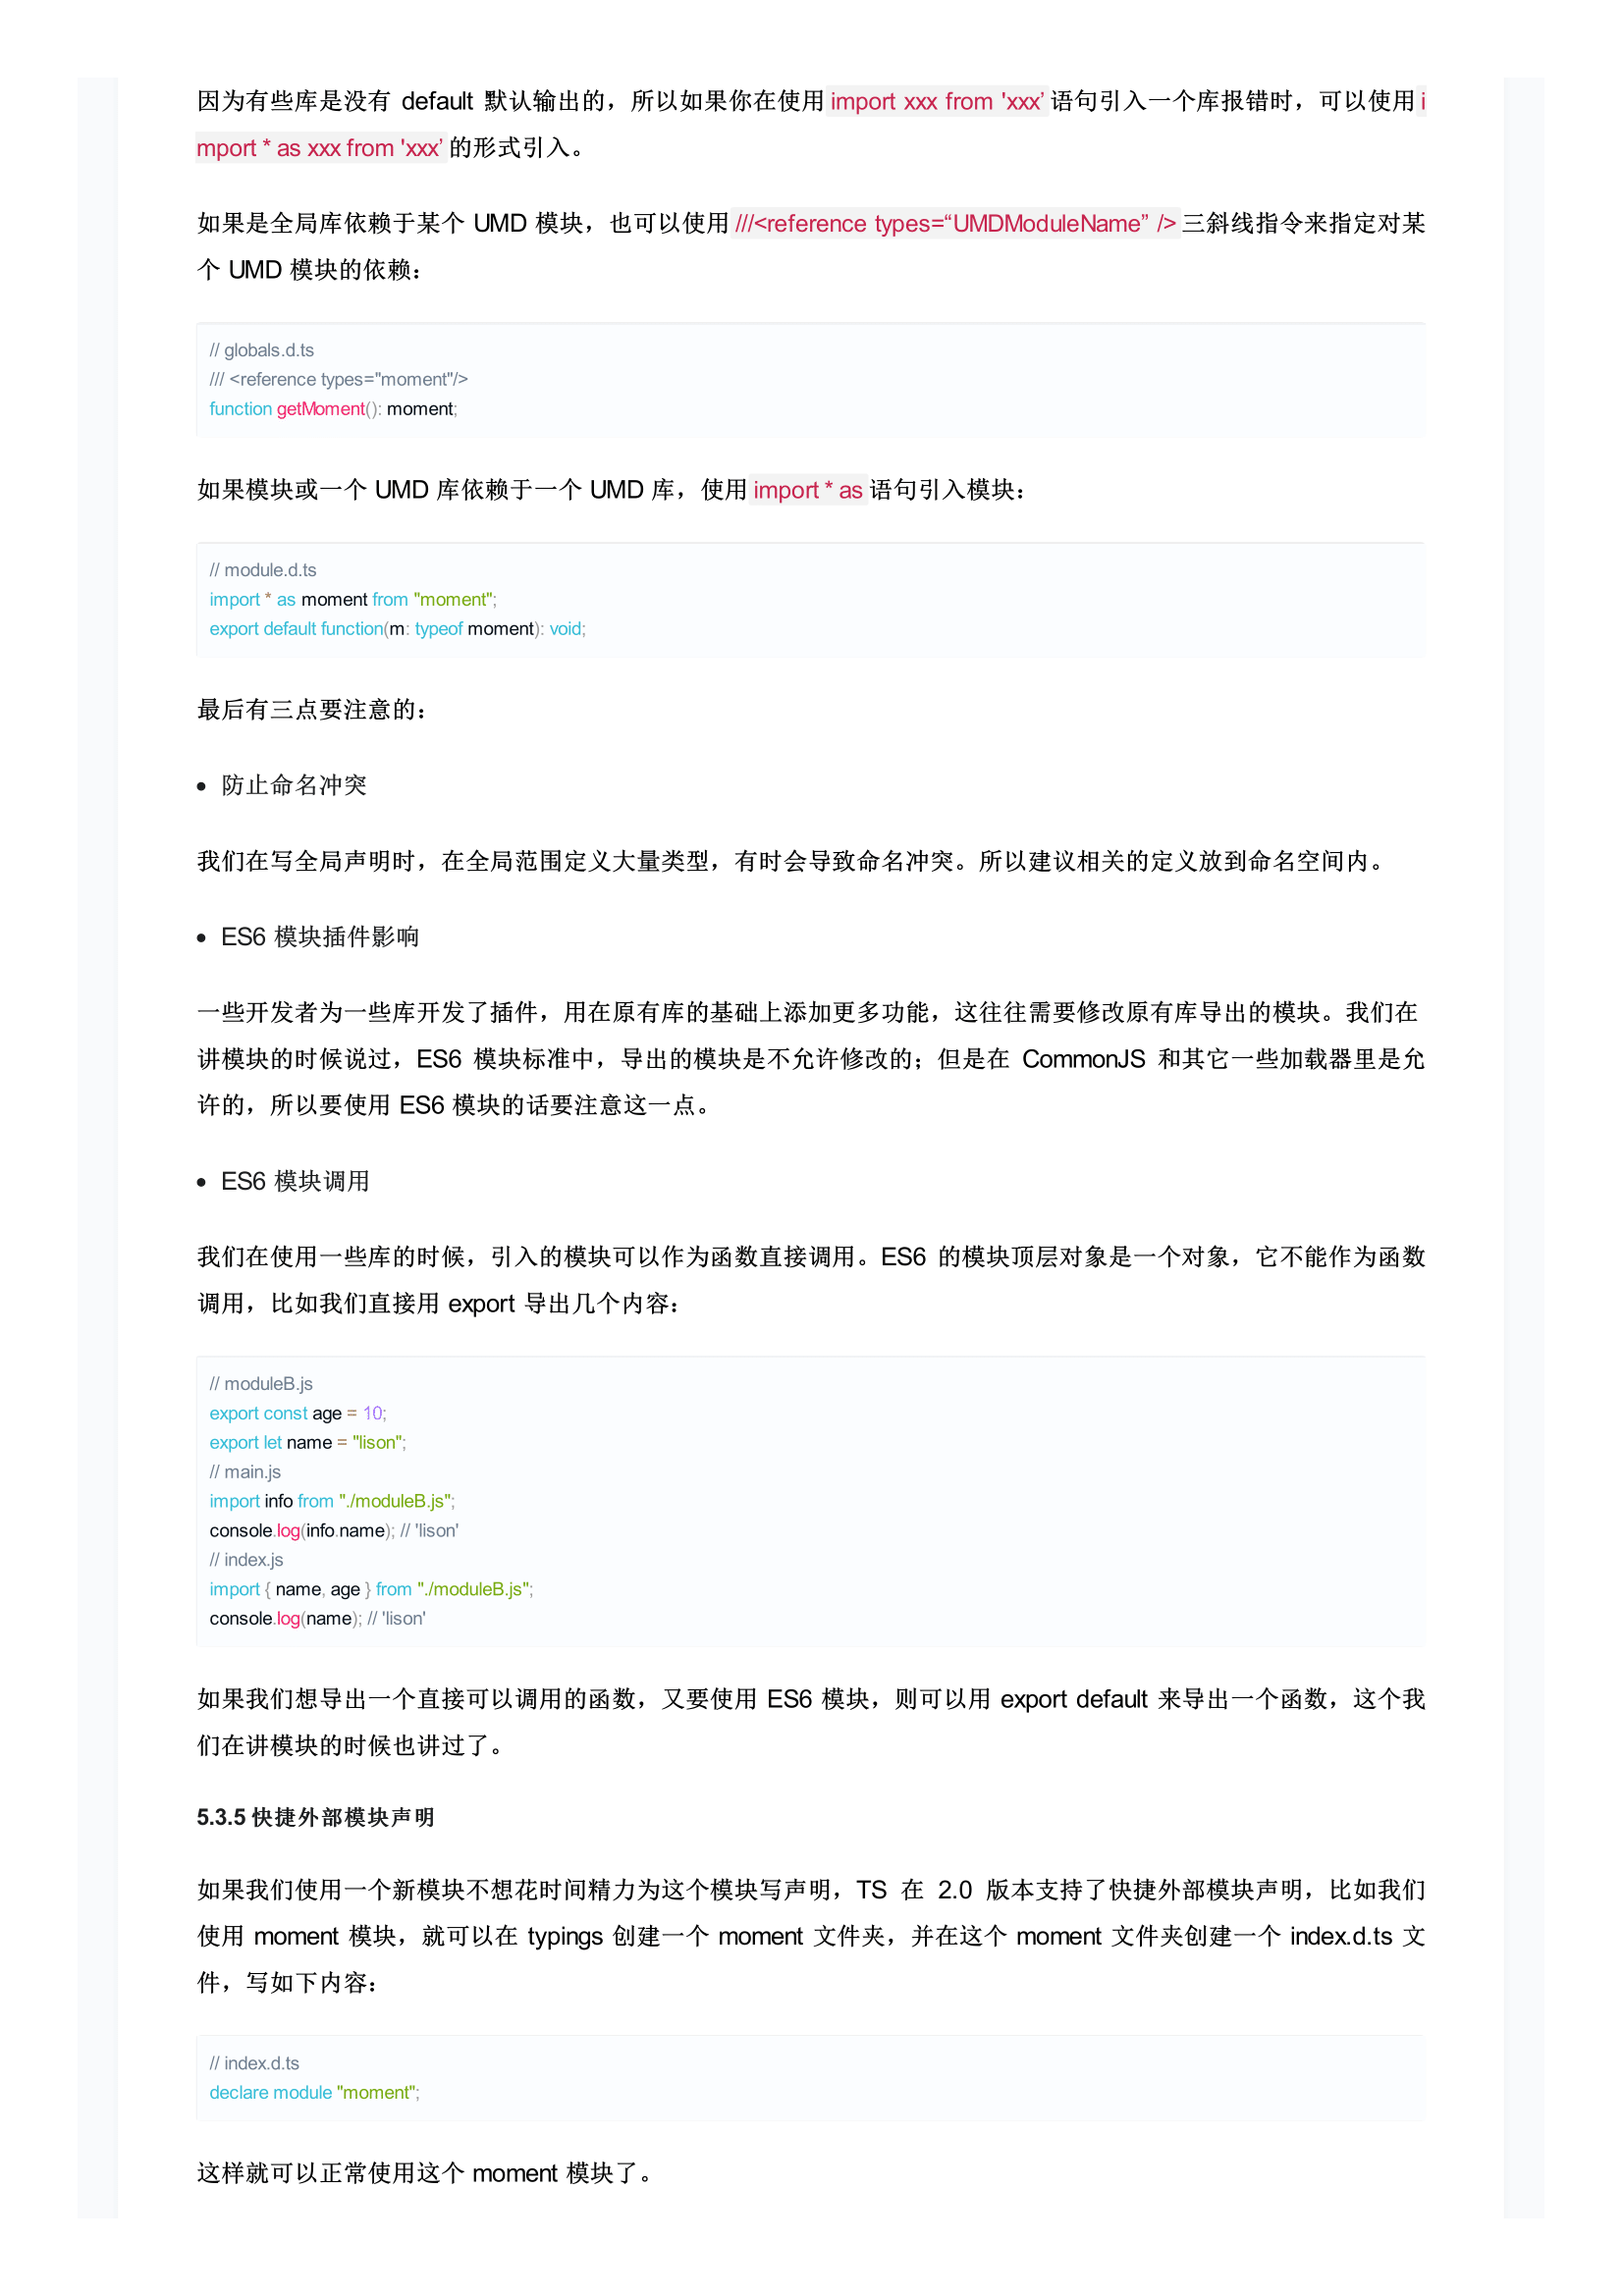 因为有些库是没有 default 默认输出的，所以如果你在使用import xxx from 'xxx’语句引入一个库报错时，可以使用i
mport * as xxx from 'xxx’的形式引入。
如果是全局库依赖于某个 UMD 模块，也可以使用///<reference types=“UMDModuleName” />三斜线指令来指定对某
个 UMD 模块的依赖：
// globals.d.ts
/// <reference types="moment"/>
function getMoment(): moment;
如果模块或一个 UMD 库依赖于一个 UMD 库，使用import * as语句引入模块：
// module.d.ts
import * as moment from "moment";
export default function(m: typeof moment): void;
最后有三点要注意的：
• 防止命名冲突
我们在写全局声明时，在全局范围定义大量类型，有时会导致命名冲突。所以建议相关的定义放到命名空间内。
• ES6 模块插件影响
一些开发者为一些库开发了插件，用在原有库的基础上添加更多功能，这往往需要修改原有库导出的模块。我们在
讲模块的时候说过，ES6 模块标准中，导出的模块是不允许修改的；但是在 CommonJS 和其它一些加载器里是允
许的，所以要使用 ES6 模块的话要注意这一点。
• ES6 模块调用
我们在使用一些库的时候，引入的模块可以作为函数直接调用。ES6 的模块顶层对象是一个对象，它不能作为函数
调用，比如我们直接用 export 导出几个内容：
// moduleB.js
export const age = 10;
export let name = "lison";
// main.js
import info from "./moduleB.js";
console.log(info.name); // 'lison'
// index.js
import { name, age } from "./moduleB.js";
console.log(name); // 'lison'
如果我们想导出一个直接可以调用的函数，又要使用 ES6 模块，则可以用 export default 来导出一个函数，这个我
们在讲模块的时候也讲过了。
5.3.5 快捷外部模块声明
如果我们使用一个新模块不想花时间精力为这个模块写声明，TS 在 2.0 版本支持了快捷外部模块声明，比如我们
使用 moment 模块，就可以在 typings 创建一个 moment 文件夹，并在这个 moment 文件夹创建一个 index.d.ts 文
件，写如下内容：
// index.d.ts
declare module "moment";
这样就可以正常使用这个 moment 模块了。